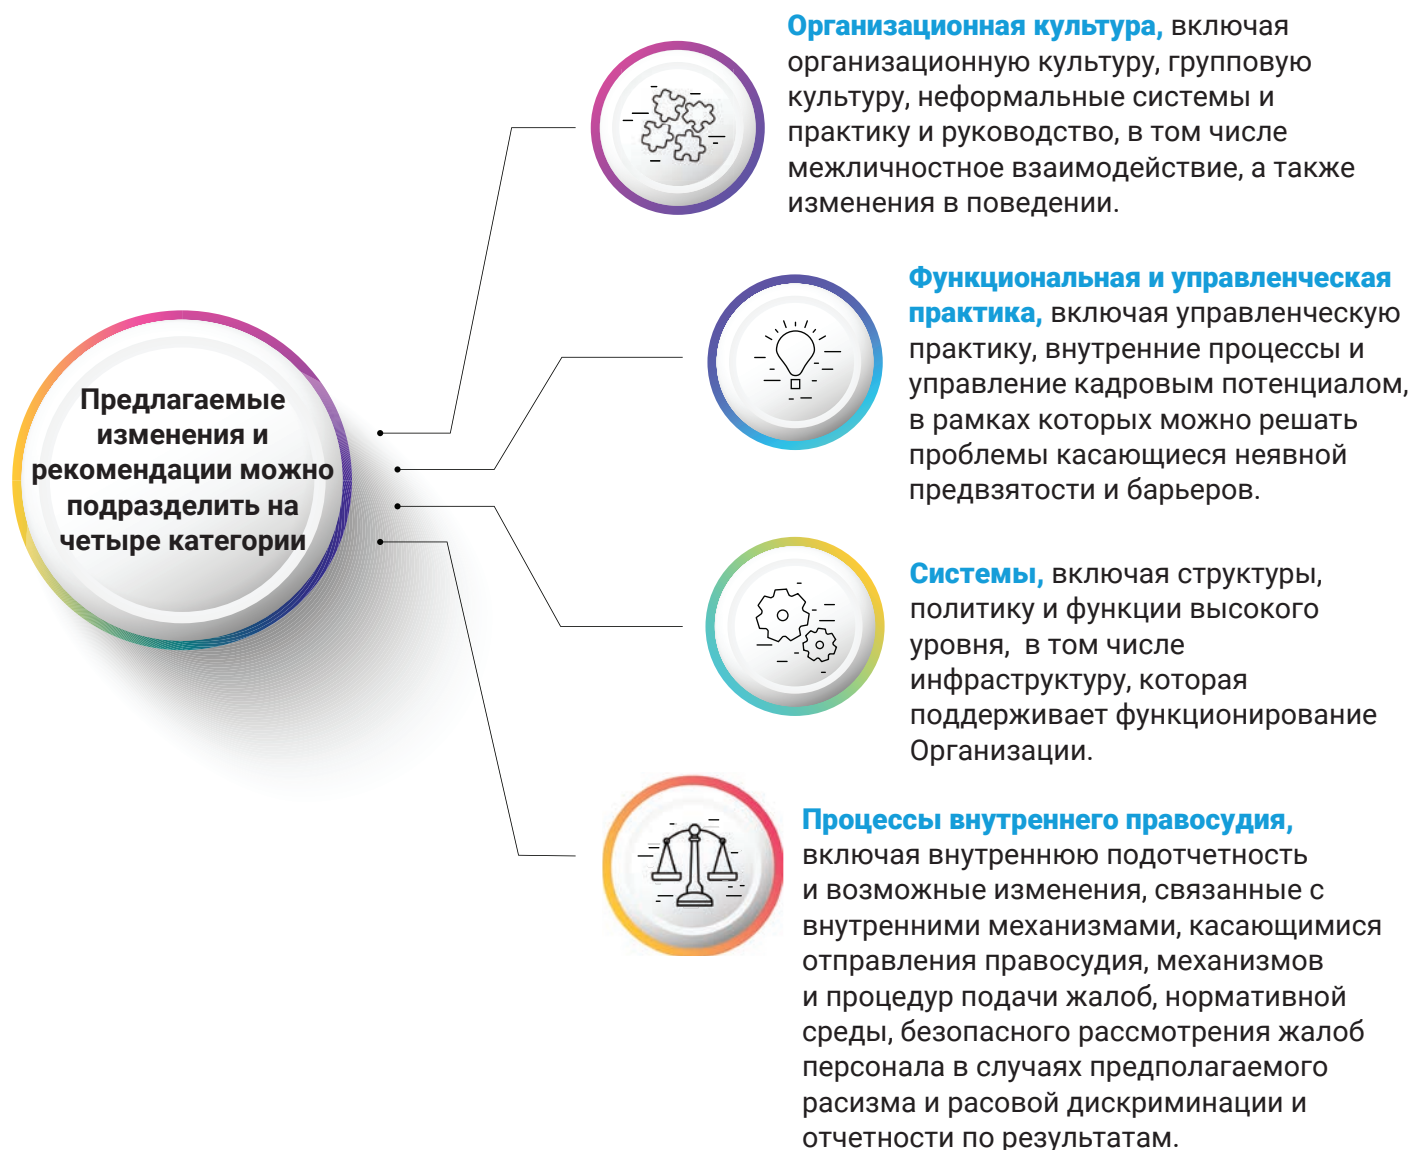 Предлагаемые
изменения и
рекомендации можно
подразделить на
четыре категории
Организационная культура, включая
организационную культуру, групповую
культуру, неформальные системы и
практику и руководство, в том числе
межличностное взаимодействие, а также
изменения в поведении.
Функциональная и управленческая
практика, включая управленческую
практику, внутренние процессы и
управление кадровым потенциалом,
в рамках которых можно решать
проблемы касающиеся неявной
предвзятости и барьеров.
Системы, включая структуры,
политику и функции высокого
уровня, в том числе
инфраструктуру, которая
поддерживает функционирование
Организации.
Процессы внутреннего правосудия,
включая внутреннюю подотчетность
и возможные изменения, связанные с
внутренними механизмами, касающимися
отправления правосудия, механизмов
и процедур подачи жалоб, нормативной
среды, безопасного рассмотрения жалоб
персонала в случаях предполагаемого
расизма и расовой дискриминации и
отчетности по результатам.